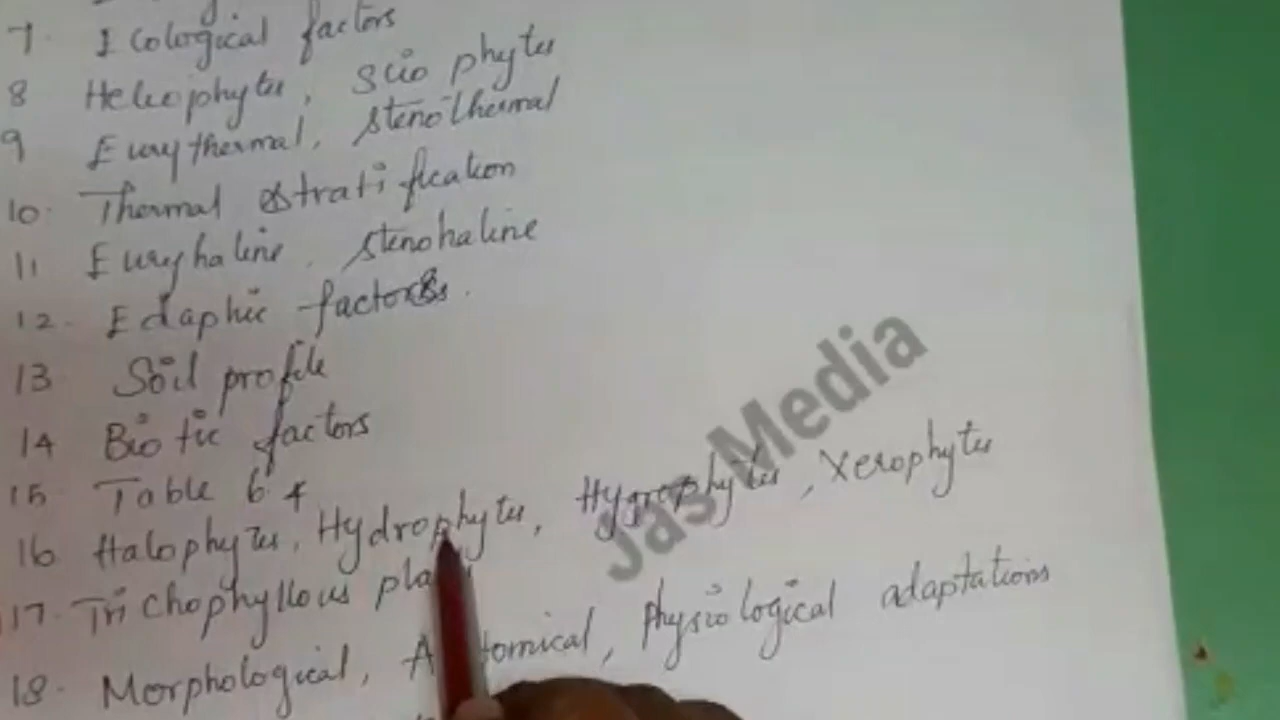 7. Ecological factors
8 Heliophytes, Sciophytes
9 Eurythermal, Stenothermal
10. Thermal stratification
11 Euryhaline, Stenohaline
12. Edaphic factors.
13 Soil profile
14 Biotic factors
15 Table 6.4
16 Halophytes, Hydrophytes, Hygrophytes, Xerophytes
17. Trichophyllous
18. Morphological, Physiological adaptations
Jas Media